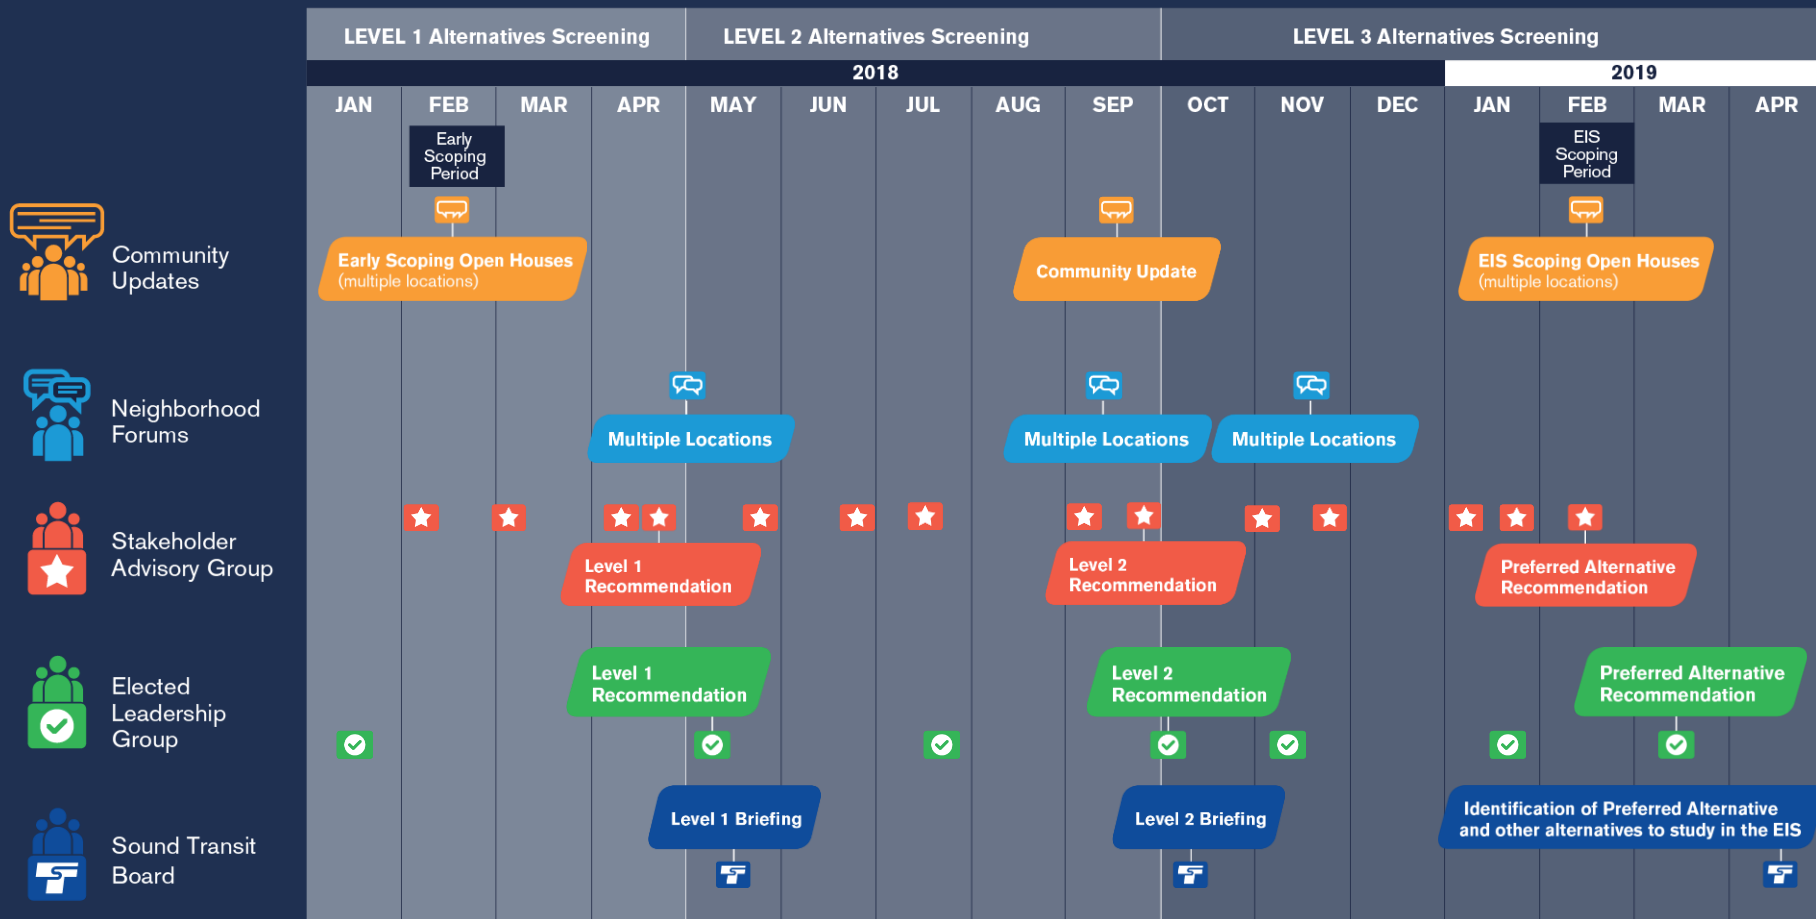 LEVEL 1 Alternatives Screening
LEVEL 2 Alternatives Screening
LEVEL 3 Alternatives Screening
2018
2019
JAN
FEB
MAR
APR
MAY
JUN
JUL
AUG
SEP
OCT
NOV
DEC
JAN
FEB
MAR
APR
Early
Scoping
Period
EIS
Scoping
Period
Community
Updates
Early Scoping Open Houses
(multiple locations)
Community Update
EIS Scoping Open Houses
(multiple locations)
Neighborhood
Forums
Multiple Locations
Multiple Locations
Multiple Locations
Stakeholder
Advisory Group
Level 1
Recommendation
Level 2
Recommendation
Preferred Alternative
Recommendation
Elected
Leadership
Group
Level 1
Recommendation
Level 2
Recommendation
Preferred Alternative
Recommendation
Sound Transit
Board
Level 1 Briefing
Level 2 Briefing
Identification of Preferred Alternative
and other alternatives to study in the EIS